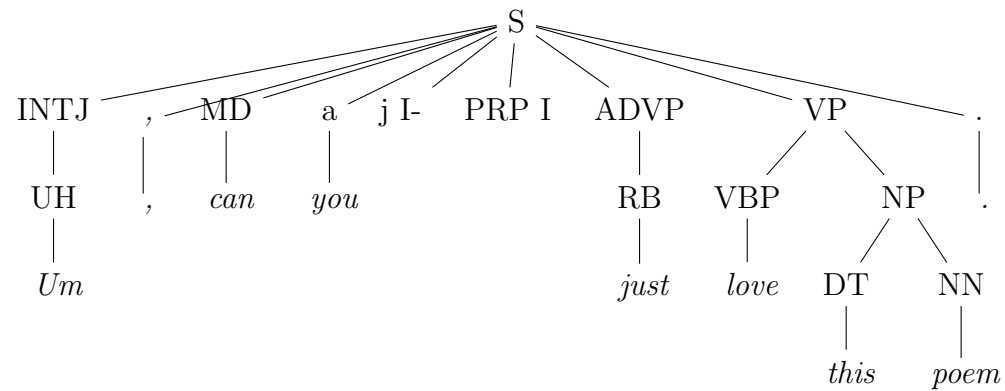 S
INTJ , MD a j I- PRP I ADVP VP .
UH , can you RB VBP NP .
Um just love DT NN
this poem